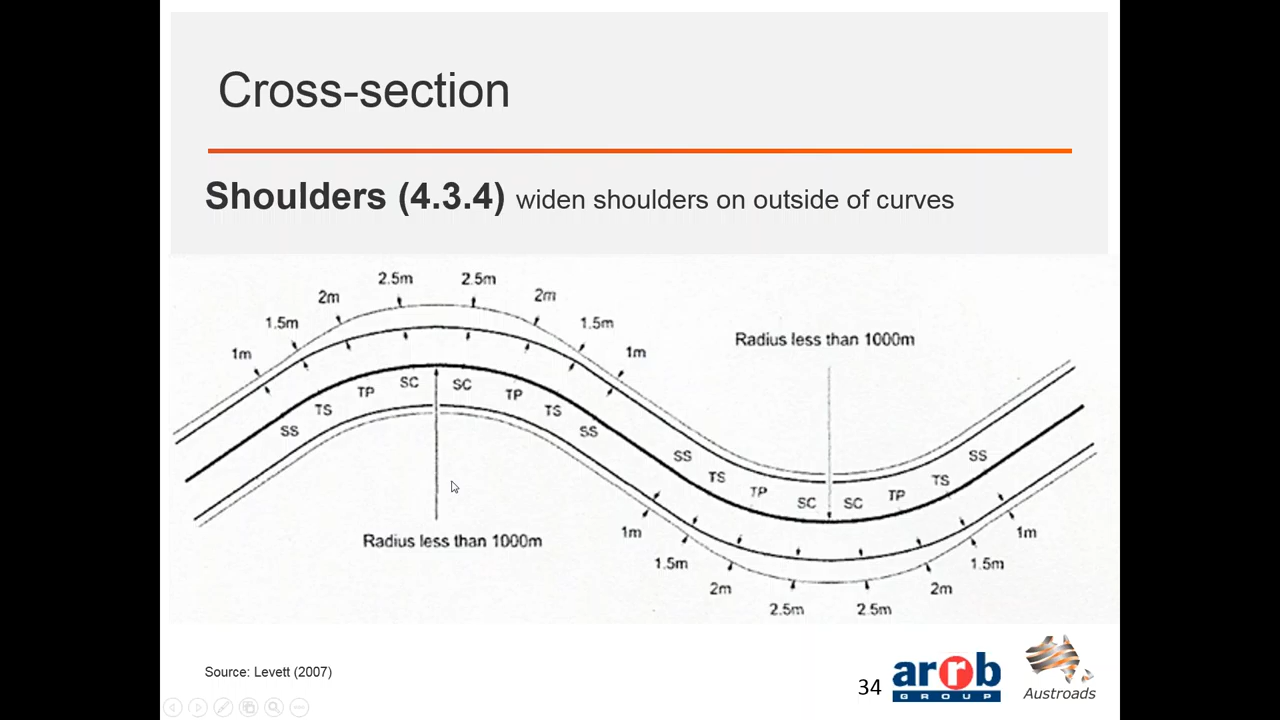 Cross-section
Shoulders (4.3.4) widen shoulders on outside of curves
2.5m 2.5m
2m 2m
1.5m 1.5m
1m 1m
Radius less than 1000m
SC SC
TP TP
TS TS
SS SS
SS SS
TS TS
TP TP
SC SC
Radius less than 1000m
1m 1m
1.5m 1.5m
2m 2m
2.5m 2.5m
Source: Levett (2007)
34
arrb
GROUP
Austroads